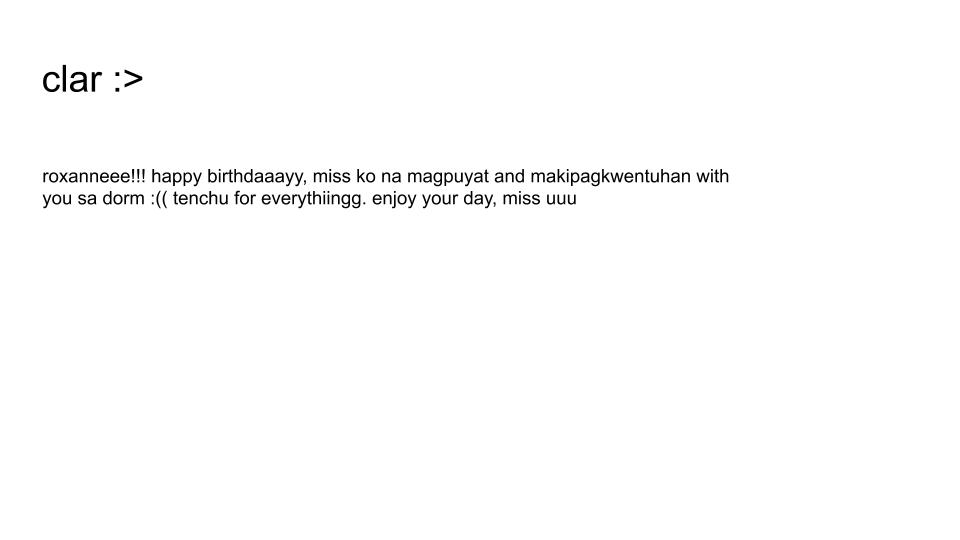 clar :>
roxanneee!!! happy birthdaaayy, miss ko na magpuyat and makipagkwentuhan with
you sa dorm :(( tenchu for everythiingg. enjoy your day, miss uuu